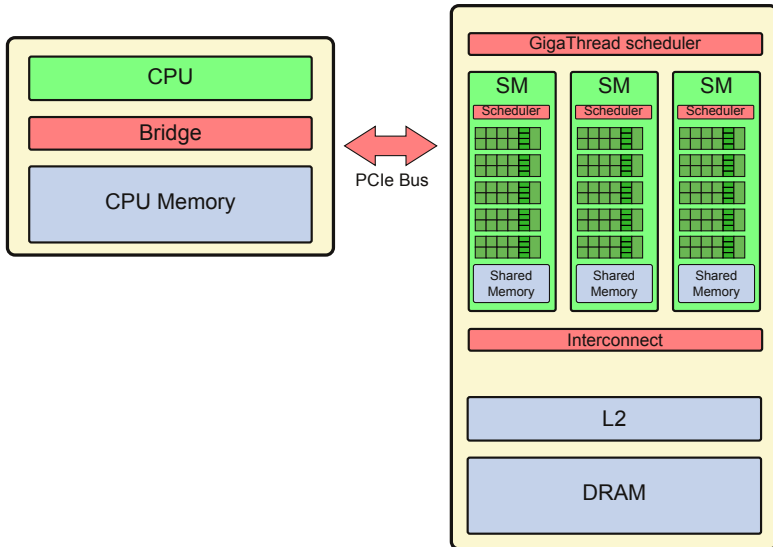 CPU
Bridge
CPU Memory
PCIe Bus
GigaThread scheduler
SM
Scheduler
Shared
Memory
SM
Scheduler
Shared
Memory
SM
Scheduler
Shared
Memory
Interconnect
L2
DRAM